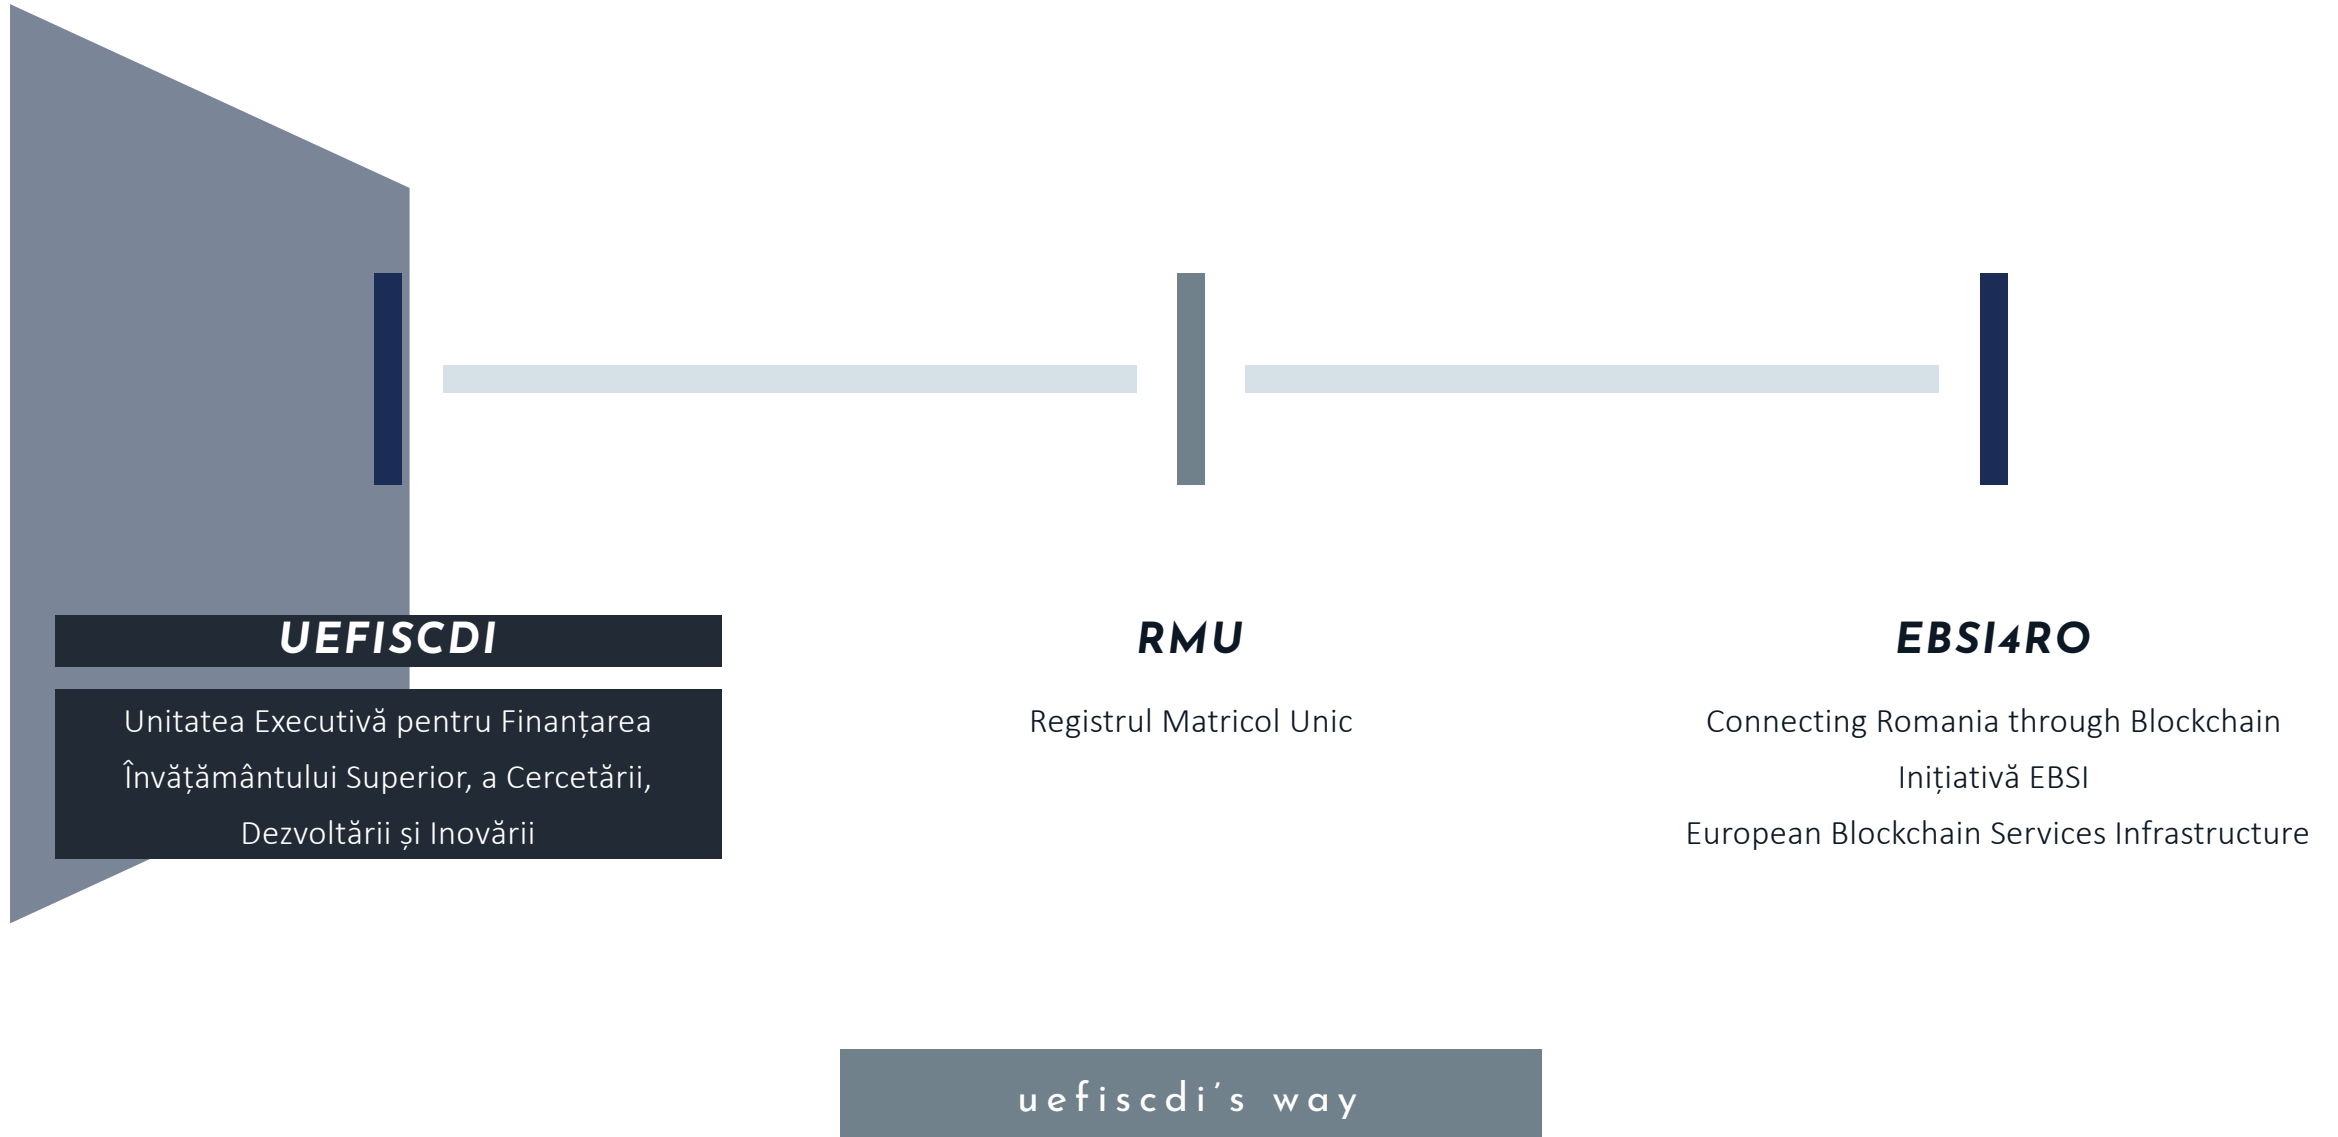 UEFISCDI
Unitatea Executivă pentru Finanțarea
Învățământului Superior, a Cercetării,
Dezvoltării și Inovării
RMU
Registrul Matricol Unic
EBSI4RO
Connecting Romania through Blockchain
Inițiativă EBSI
European Blockchain Services Infrastructure
uefiscdi's way